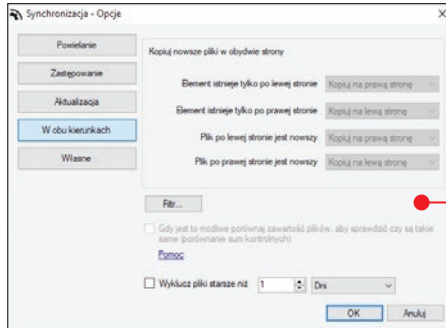 Synchronizacja - Opcje
Powielanie
Zastępowanie
Aktualizacja
W obu kierunkach
Własne
Kopiuj nowsze pliki w obydwie strony
Element istnieje tylko po lewej stronie Kopiuj na prawą stronę
Element istnieje tylko po prawej stronie Kopiuj na lewą stronę
Plik po lewej stronie jest nowszy Kopiuj na prawą stronę
Plik po prawej stronie jest nowszy Kopiuj na lewą stronę
Filtr...
Gdy jest to możliwe porównaj zawartość plików, aby sprawdzić czy są takie
same (porównanie sum kontrolnych)
Pomoc
Wyklucz pliki starsze niż 1 Dni
OK Anuluj